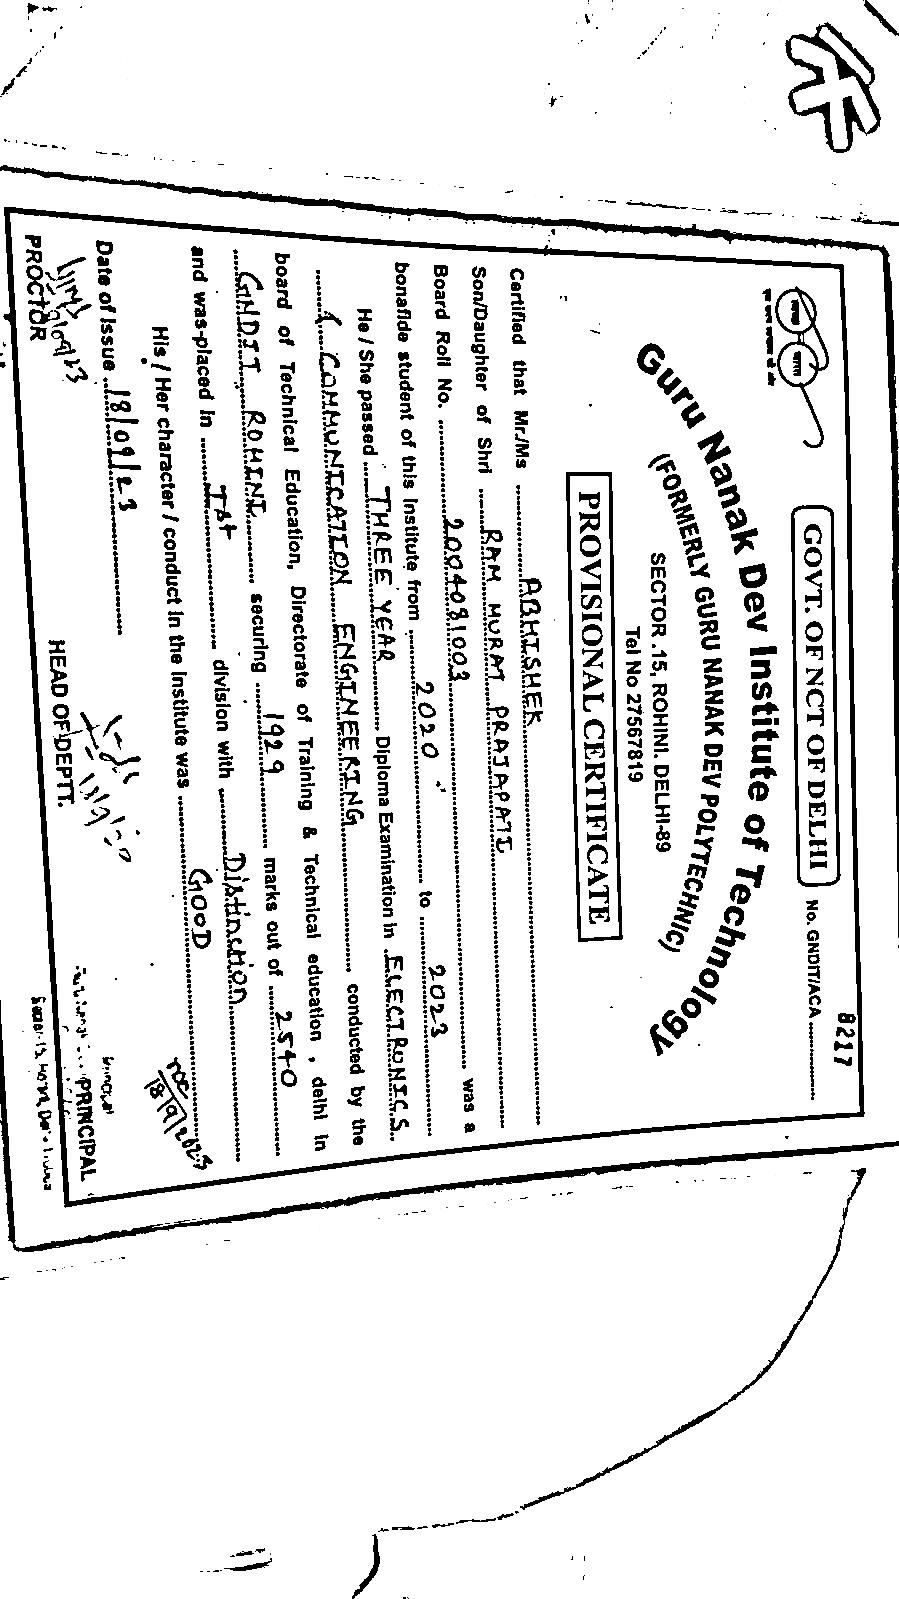 GOVT. OF NCT OF DELHI
No. GNDIT/ACA 8217
Guru Nanak Dev Institute of Technology
(FORMERLY GURU NANAK DEV POLYTECHNIC)
SECTOR .15, ROHINI. DELHI-89
Tel No 27567819
PROVISIONAL CERTIFICATE
Certified that Mr./Ms ABHISHEK
Son/Daughter of Shri RAM MURAT PRAJAPATI was a
Board Roll No. 2004081003
bonafide student of this Institute from 2020 to 2023
He / She passed THREE YEAR Diploma Examination in ELECTRONICS
& COMMUNICATION ENGINEERING conducted by the
board of Technical Education, Directorate of Training & Technical education , delhi in
GNDIT ROHINI securing 1929 marks out of 2540
and was-placed in Ist division with Distinction
His / Her character / conduct in the Institute was GOOD
18/9/2023
Date of Issue 18/09/23
PROCTOR
HEAD OF DEPTT.
Principal
PRINCIPAL